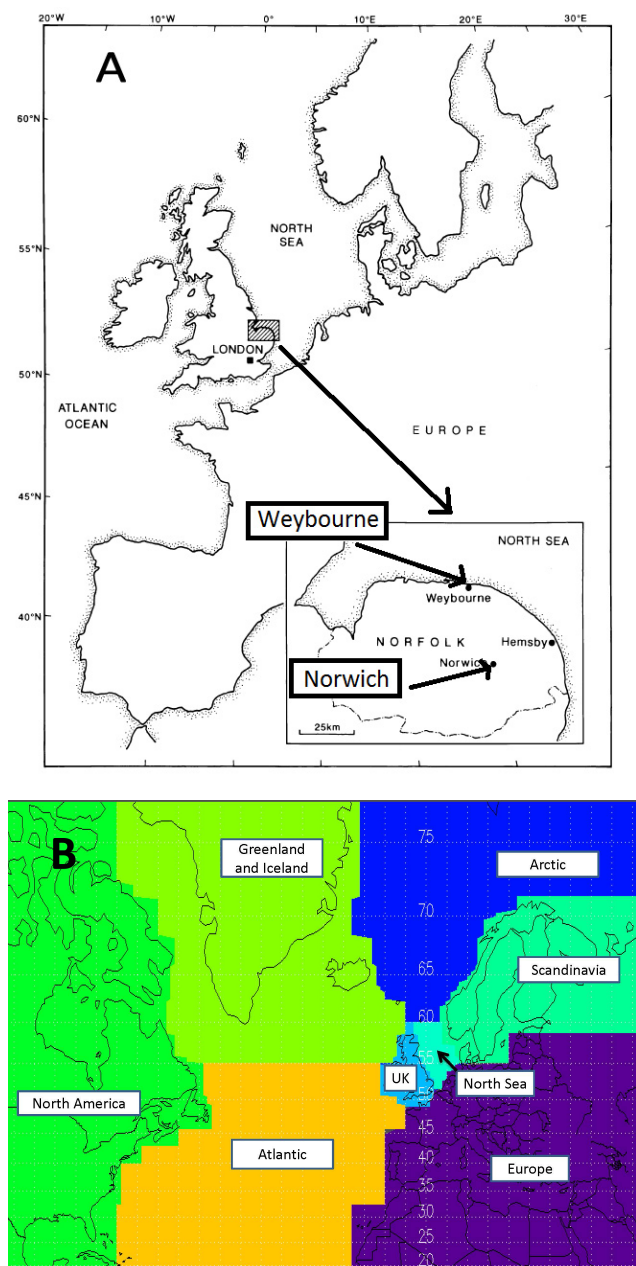 20°W
10°W
0°
10°E
20°E
30°E
A
60°N
NORTH
SEA
55°N
LONDON
50°N
ATLANTIC
OCEAN
EUROPE
45°N
Weybourne
NORTH SEA
Weybourne
40°N
NORFOLK
Hemsby
Norwich
Norwich
25km
B
Greenland
and Iceland
75
Arctic
70
65
Scandinavia
60
55
UK
North Sea
50
North America
45
Atlantic
40
Europe
35
30
25
20